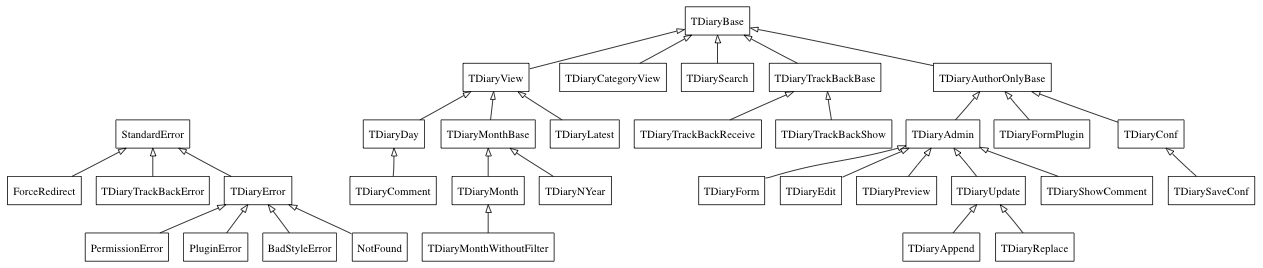 TDiaryBase
TDiaryView
TDiaryCategoryView
TDiarySearch
TDiaryTrackBackBase
TDiaryAuthorOnlyBase
StandardError
TDiaryDay
TDiaryMonthBase
TDiaryLatest
TDiaryTrackBackReceive
TDiaryTrackBackShow
TDiaryAdmin
TDiaryFormPlugin
TDiaryConf
ForceRedirect
TDiaryTrackBackError
TDiaryError
TDiaryComment
TDiaryMonth
TDiaryNYear
TDiaryForm
TDiaryEdit
TDiaryPreview
TDiaryUpdate
TDiaryShowComment
TDiarySaveConf
PermissionError
PluginError
BadStyleError
NotFound
TDiaryMonthWithoutFilter
TDiaryAppend
TDiaryReplace